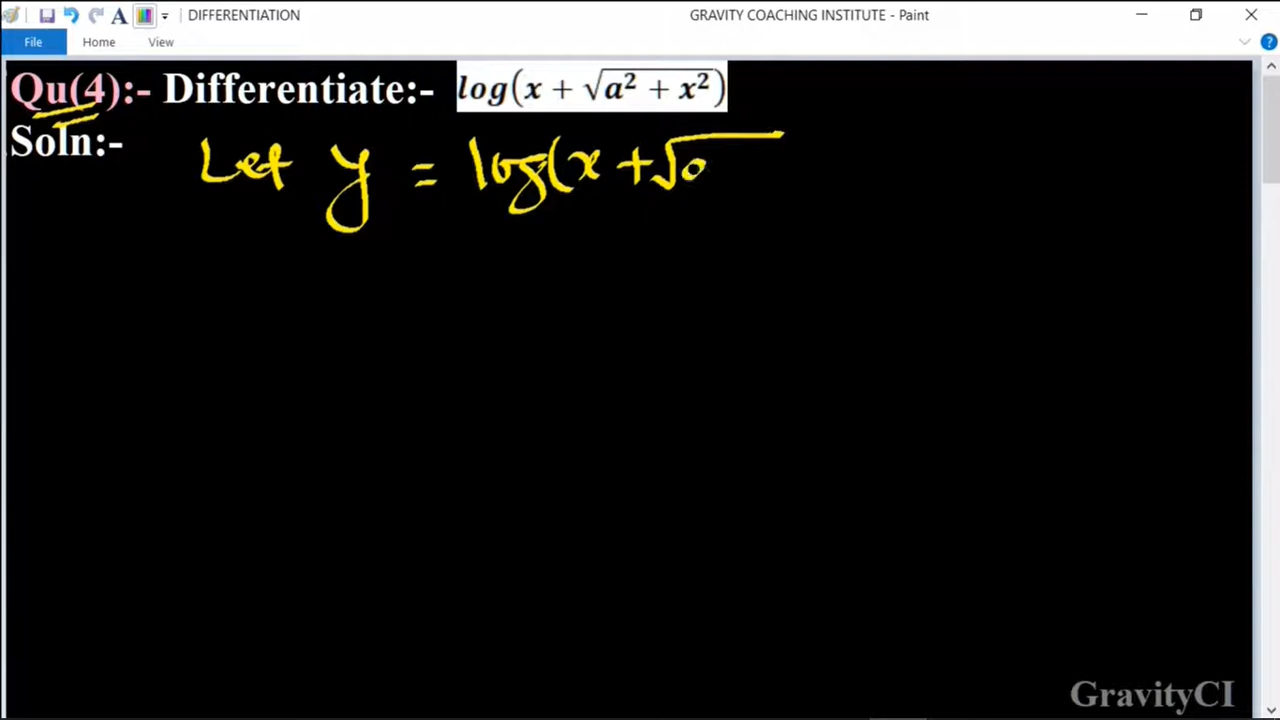 DIFFERENTIATION
GRAVITY COACHING INSTITUTE - Paint
File Home View
Qu(4):- Differentiate:- log(x + √a² + x²)
Soln:- Let y = log(x + √
GravityCI